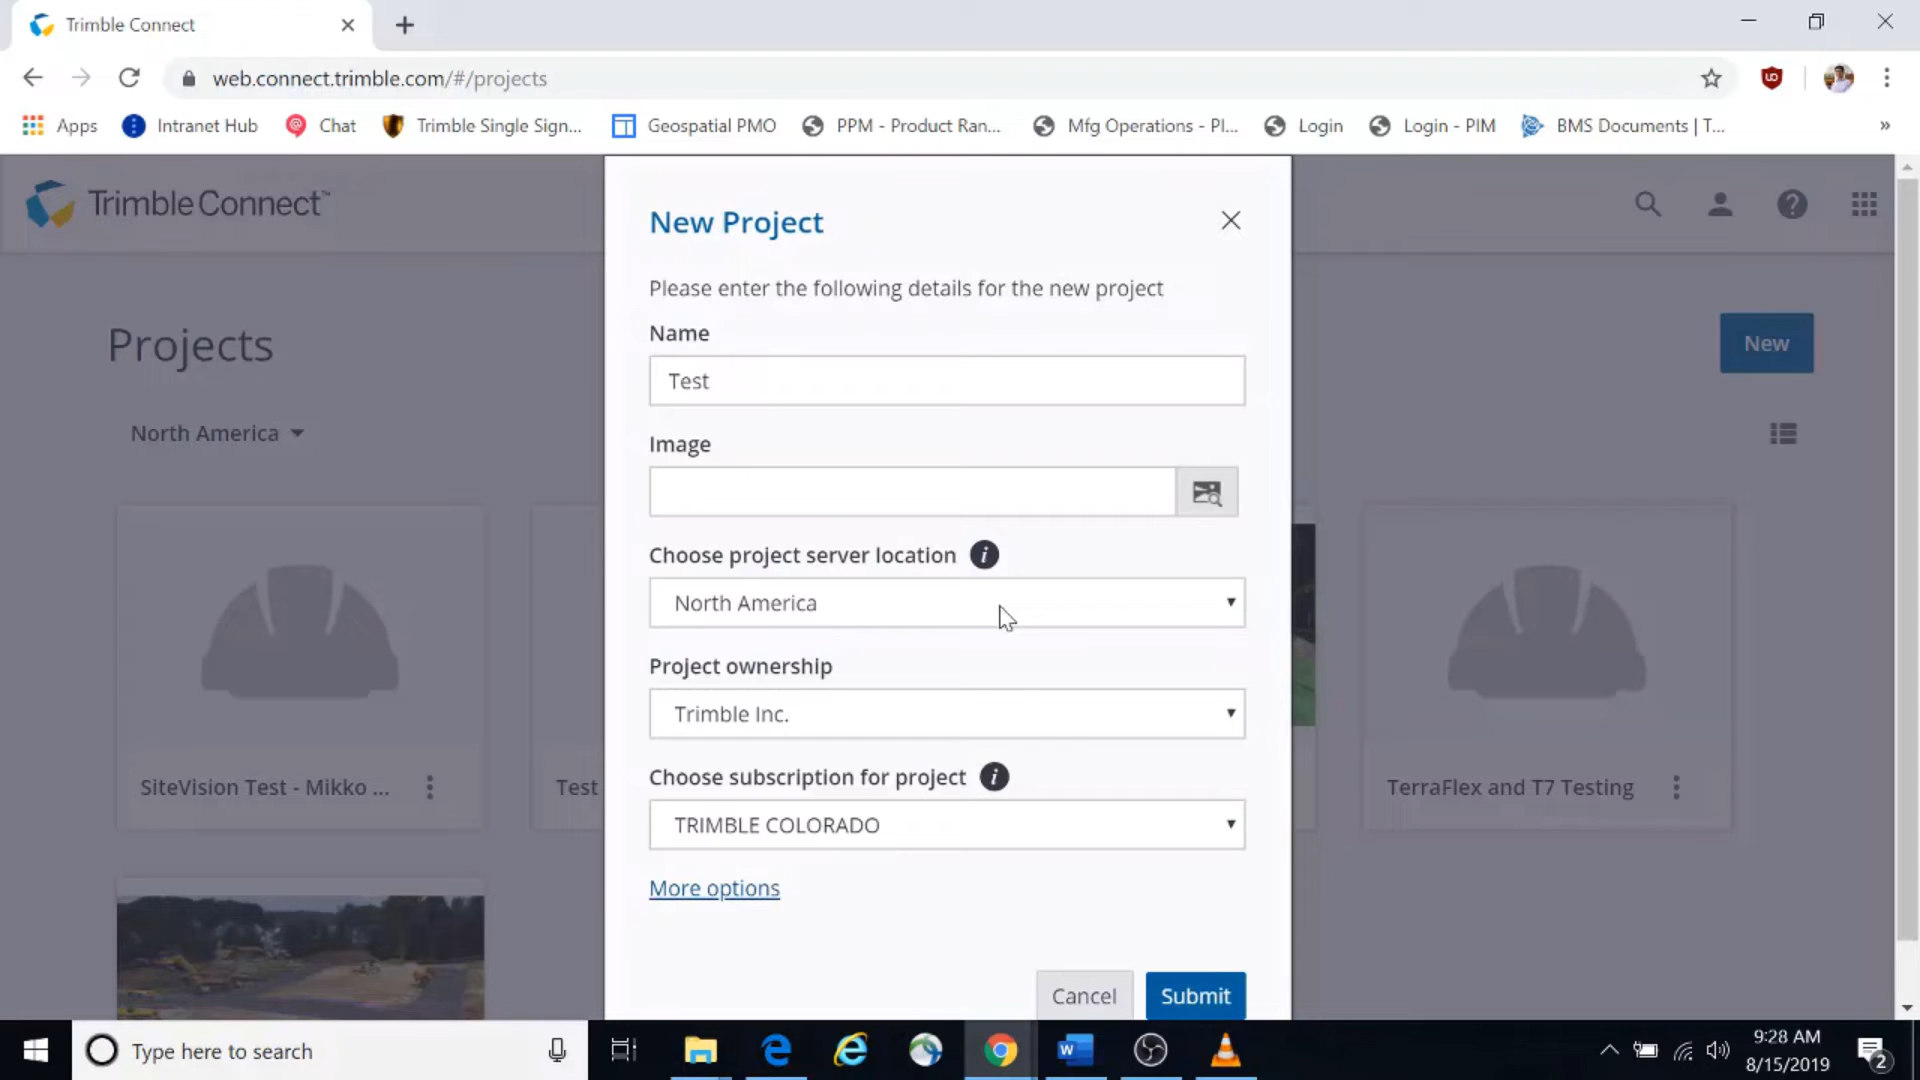 Trimble Connect
web.connect.trimble.com/#/projects
Apps Intranet Hub Chat Trimble Single Sign... Geospatial PMO PPM - Product Ran... Mfg Operations - Pl... Login Login - PIM BMS Documents | T... »
Trimble Connect™
Projects
New
North America
SiteVision Test - Mikko ...
Test
TerraFlex and T7 Testing
New Project
Please enter the following details for the new project
Name
Test
Image
Choose project server location i
North America
Project ownership
Trimble Inc.
Choose subscription for project i
TRIMBLE COLORADO
More options
Cancel Submit
Type here to search
9:28 AM
8/15/2019
2